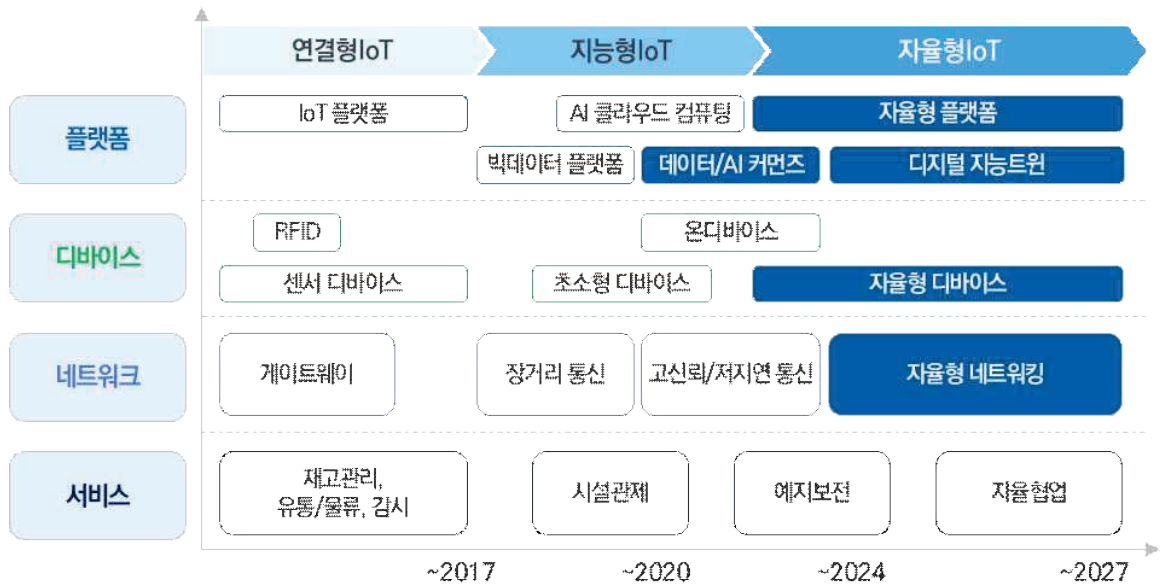 연결형IoT
지능형IoT
자율형IoT
플랫폼
IoT 플랫폼
AI 클라우드 컴퓨팅
자율형 플랫폼
빅데이터 플랫폼
데이터/AI 커먼즈
디지털 지능트윈
디바이스
RFID
온디바이스
센서 디바이스
초소형 디바이스
자율형 디바이스
네트워크
게이트웨이
장거리 통신
고신뢰/저지연 통신
자율형 네트워킹
서비스
재고관리,
유통/물류, 감시
시설관제
예지보전
자율협업
~2017
~2020
~2024
~2027